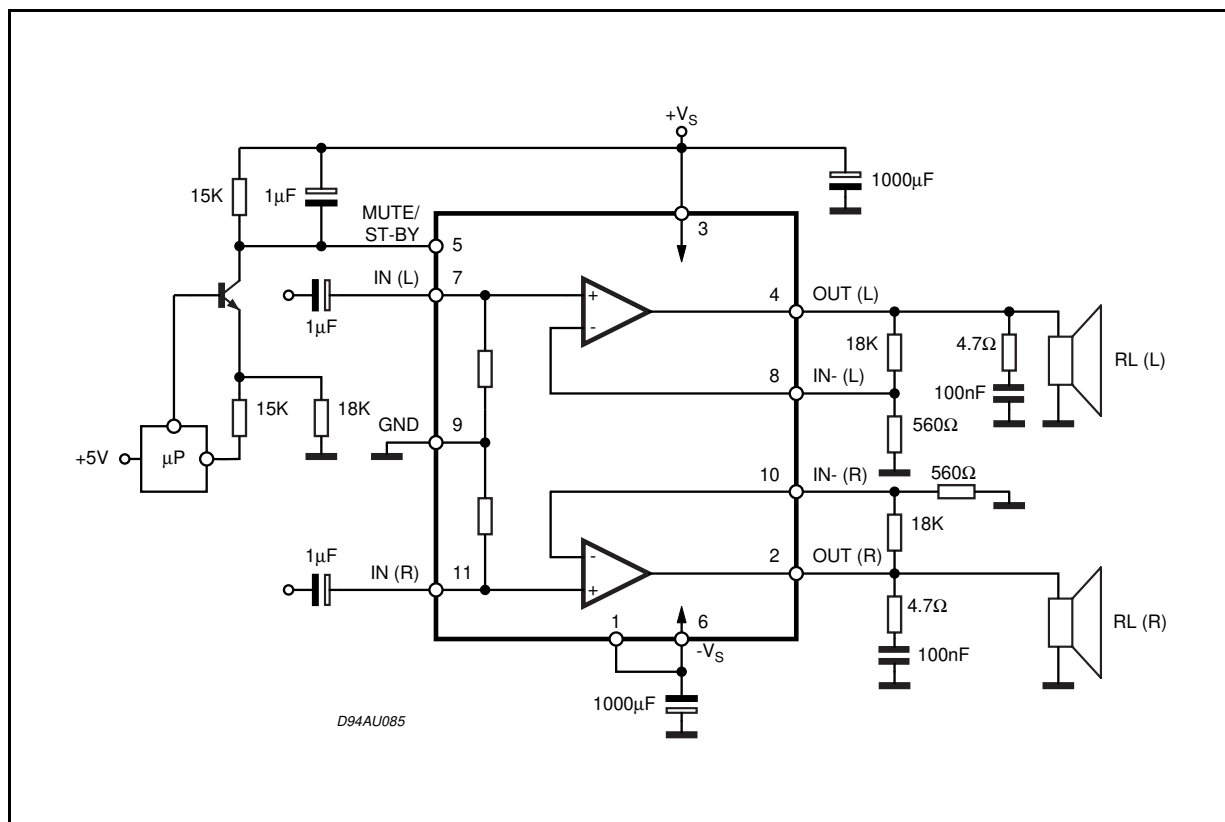 +VS
15K
1µF
1000µF
MUTE/
ST-BY
5
3
IN (L)
7
1µF
4
OUT (L)
18K
4.7Ω
RL (L)
8
IN- (L)
100nF
15K
18K
GND
9
560Ω
+5V
µP
10
IN- (R)
560Ω
18K
1µF
IN (R)
11
2
OUT (R)
+
-
-
+
4.7Ω
RL (R)
1
6
-VS
100nF
1000µF
D94AU085